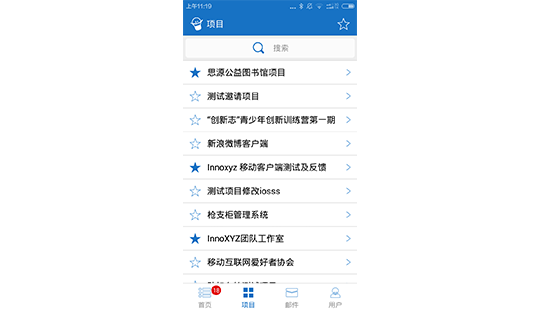 上午11:19
项目
搜索
思源公益图书馆项目
测试邀请项目
“创新志”青少年创新训练营第一期
新浪微博客户端
Innoxyz 移动客户端测试及反馈
测试项目修改iosss
枪支柜管理系统
InnoXYZ团队工作室
移动互联网爱好者协会
18
首页
项目
邮件
用户